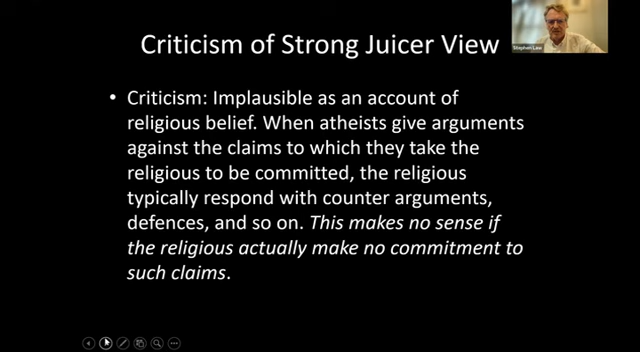 Criticism of Strong Juicer View
Stephen Law
• Criticism: Implausible as an account of
religious belief. When atheists give arguments
against the claims to which they take the
religious to be committed, the religious
typically respond with counter arguments,
defences, and so on. This makes no sense if
the religious actually make no commitment to
such claims.